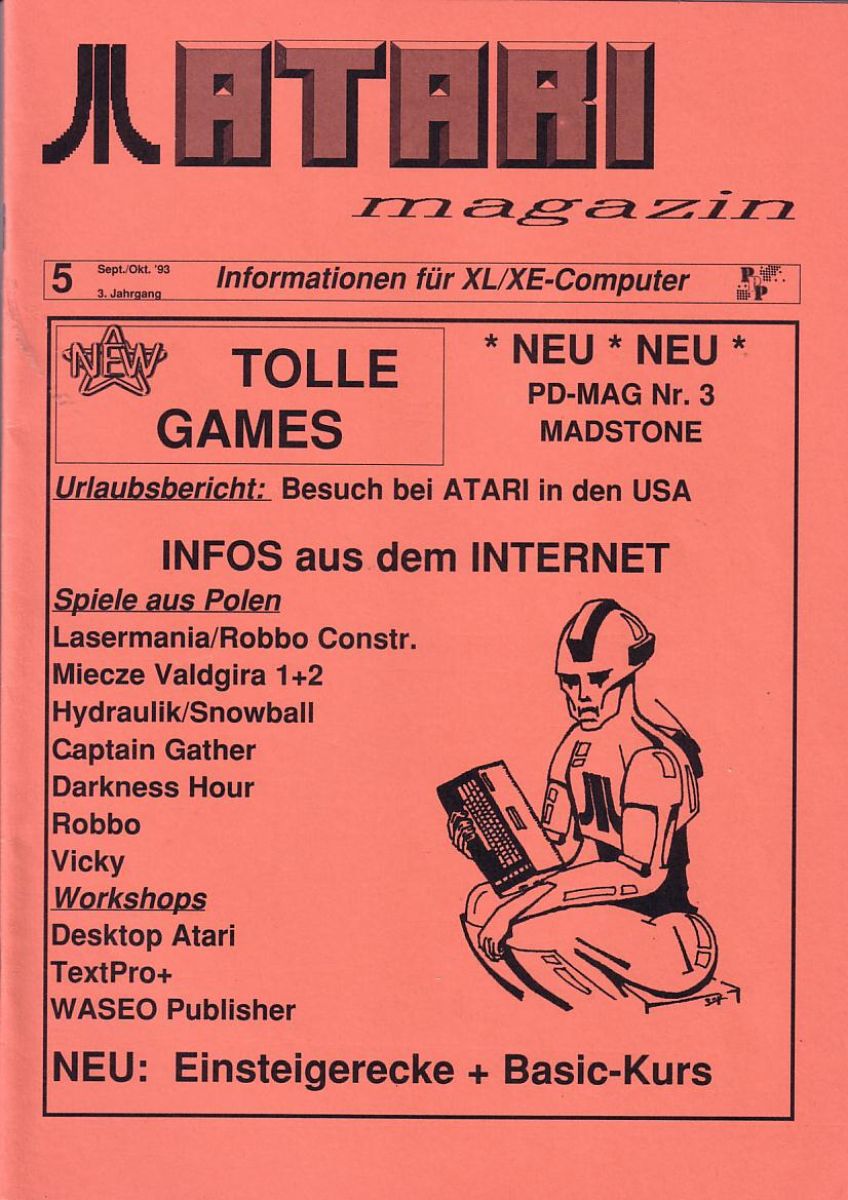 ATARI
magazin
5 Sept./Okt. '93
3. Jahrgang
Informationen für XL/XE-Computer
PDP
NEW
TOLLE
GAMES
* NEU * NEU *
PD-MAG Nr. 3
MADSTONE
Urlaubsbericht: Besuch bei ATARI in den USA
INFOS aus dem INTERNET
Spiele aus Polen
Lasermania/Robbo Constr.
Miecze Valdgira 1+2
Hydraulik/Snowball
Captain Gather
Darkness Hour
Robbo
Vicky
Workshops
Desktop Atari
TextPro+
WASEO Publisher
NEU: Einsteigerecke + Basic-Kurs